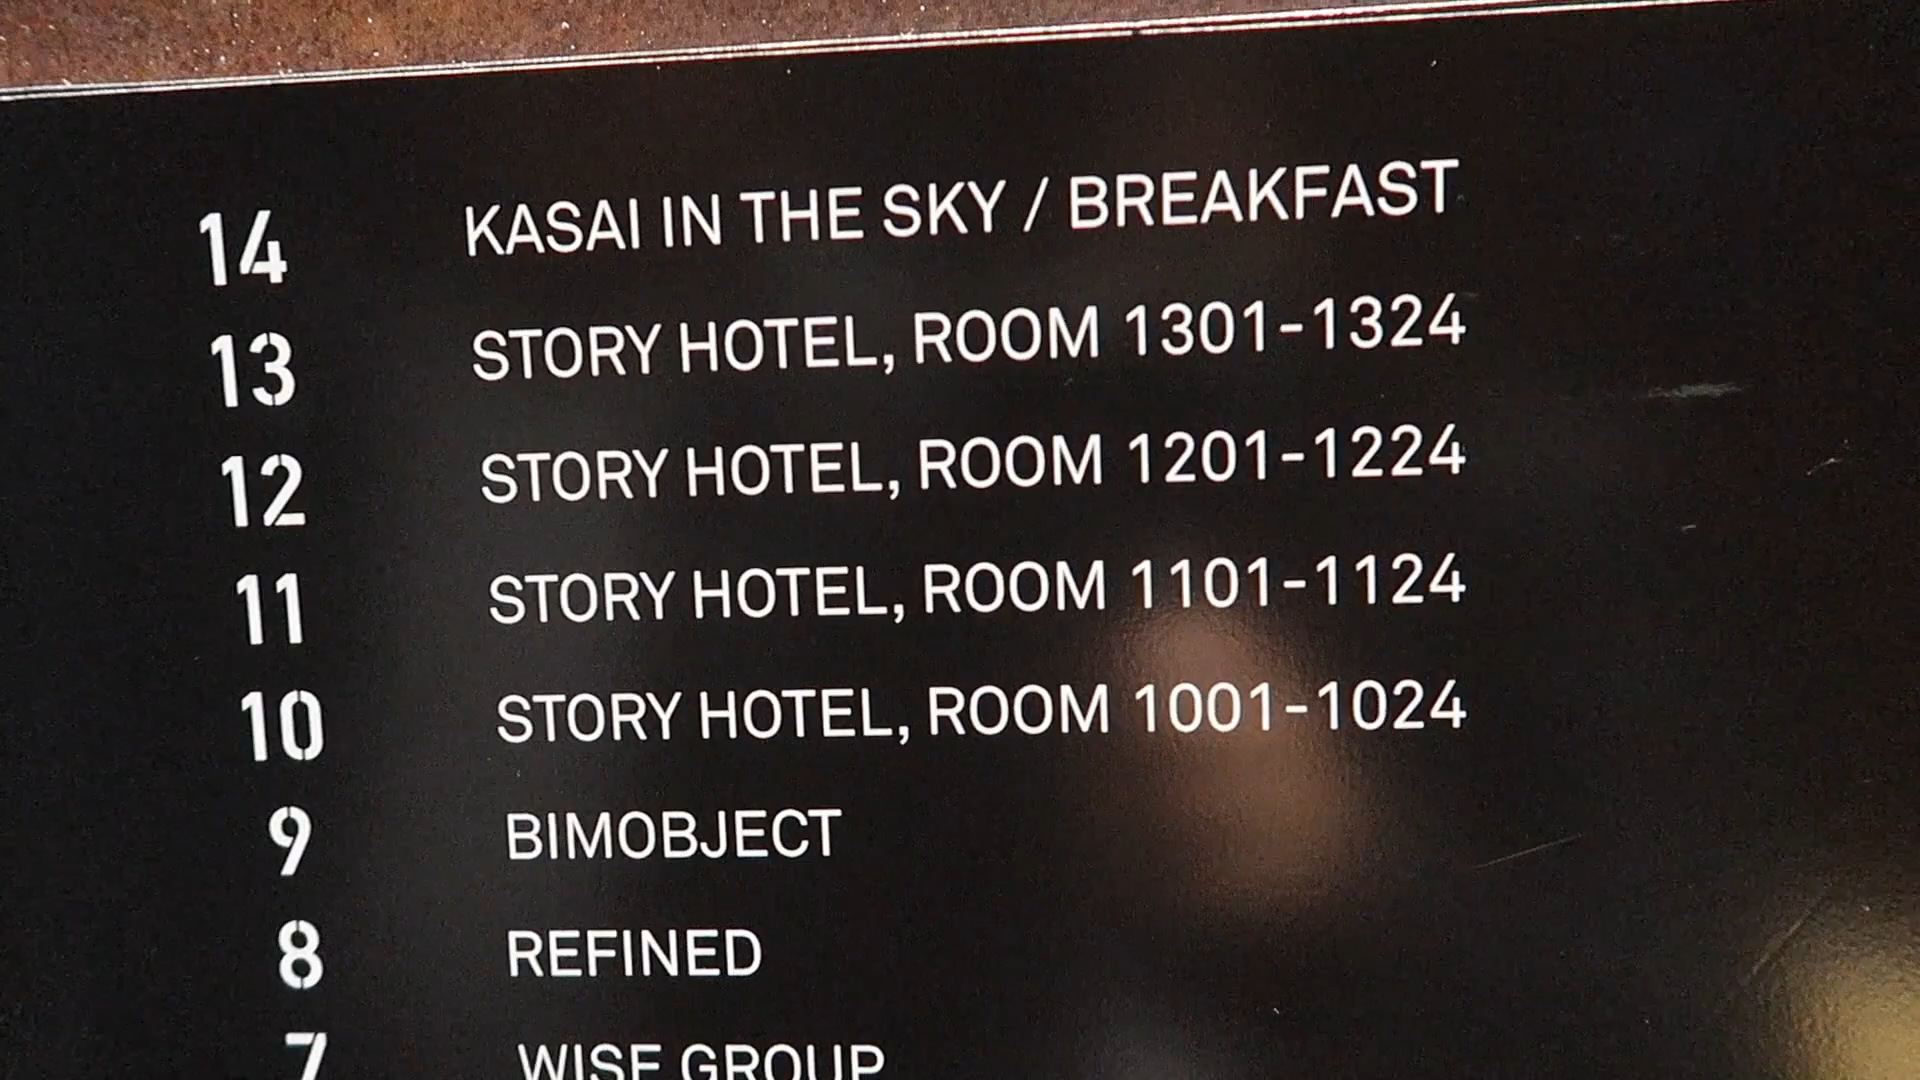 14 KASAI IN THE SKY / BREAKFAST
13 STORY HOTEL, ROOM 1301-1324
12 STORY HOTEL, ROOM 1201-1224
11 STORY HOTEL, ROOM 1101-1124
10 STORY HOTEL, ROOM 1001-1024
9 BIMOBJECT
8 REFINED
7 WISE GROUP